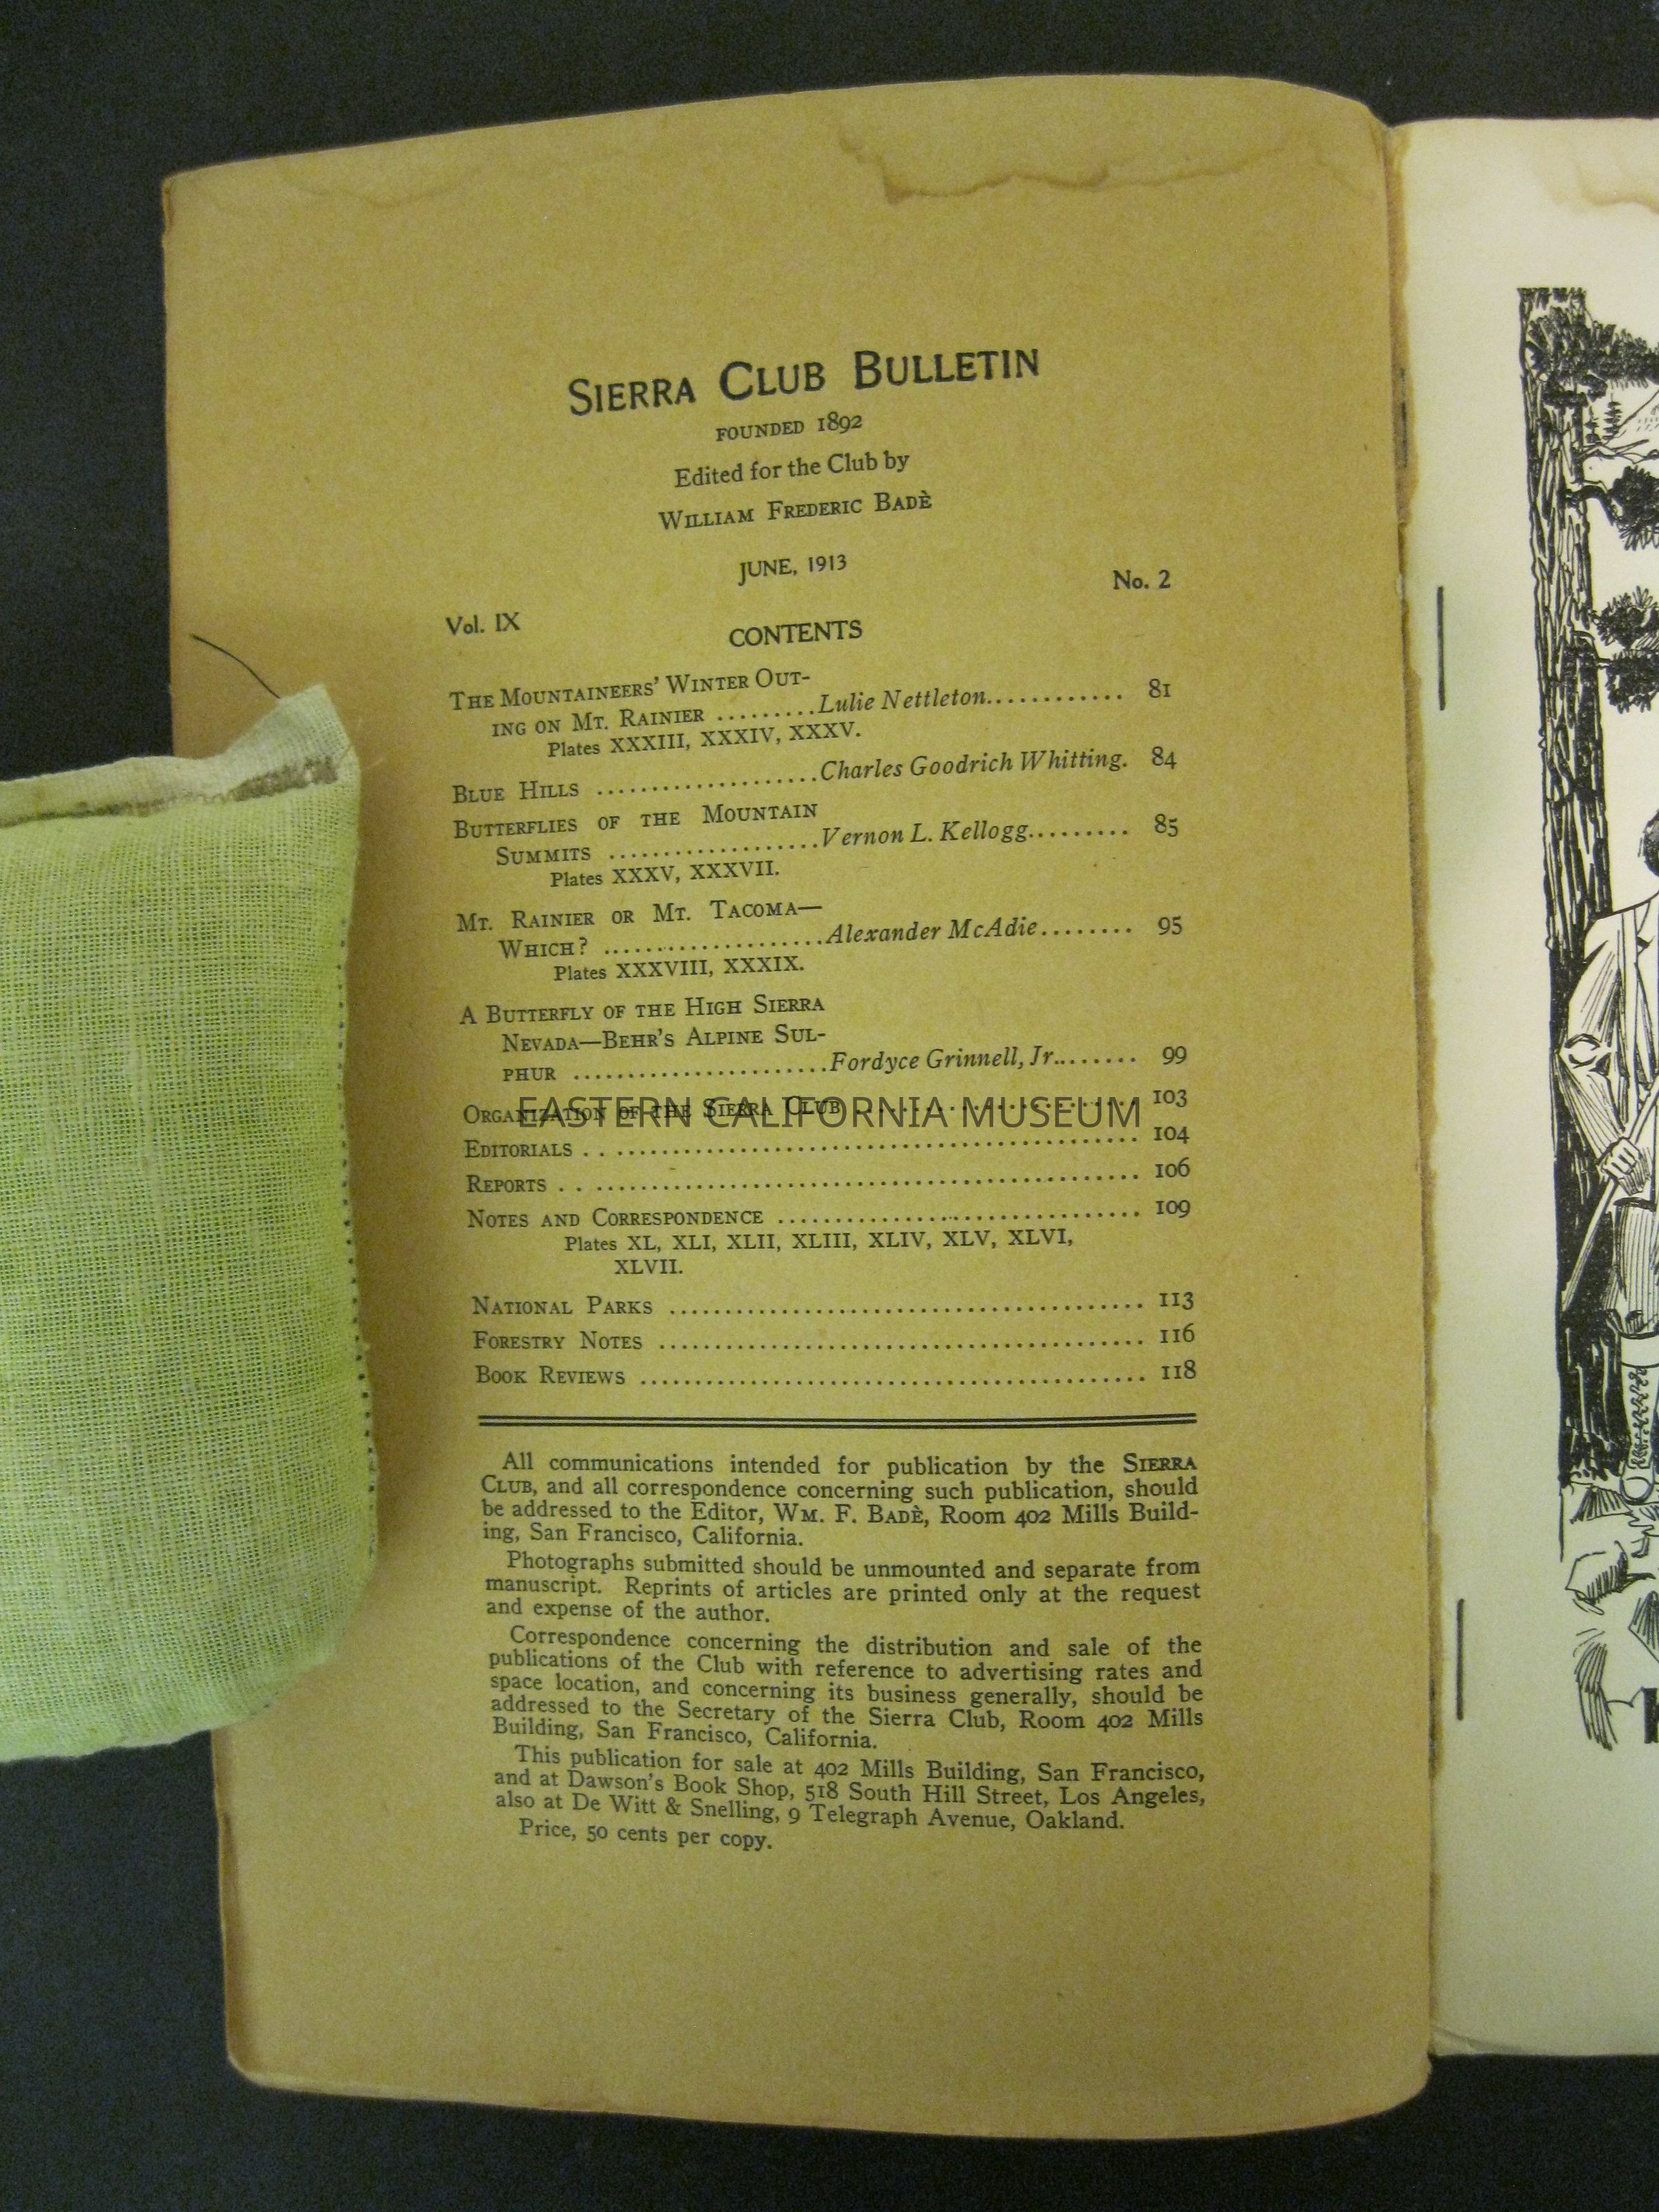 SIERRA CLUB BULLETIN
FOUNDED 1892
Edited for the Club by
WILLIAM FREDERIC BADÈ
JUNE, 1913
Vol. IX No. 2
CONTENTS
THE MOUNTAINEERS' WINTER OUT-
ING ON MT. RAINIER .........Lulie Nettleton............ 81
Plates XXXIII, XXXIV, XXXV.
BLUE HILLS ....................Charles Goodrich Whitting. 84
BUTTERFLIES OF THE MOUNTAIN
SUMMITS ...................Vernon L. Kellogg......... 85
Plates XXXV, XXXVII.
MT. RAINIER OR MT. TACOMA—
WHICH? ....................Alexander McAdie........ 95
Plates XXXVIII, XXXIX.
A BUTTERFLY OF THE HIGH SIERRA
NEVADA—BEHR'S ALPINE SUL-
PHUR .......................Fordyce Grinnell, Jr........ 99
ORGANIZATION OF THE SIERRA CLUB .......................... 103
EASTERN CALIFORNIA MUSEUM
EDITORIALS . . ............................................... 104
REPORTS . . ................................................. 106
NOTES AND CORRESPONDENCE ................................. 109
Plates XL, XLI, XLII, XLIII, XLIV, XLV, XLVI,
XLVII.
NATIONAL PARKS ........................................... 113
FORESTRY NOTES ............................................ 116
BOOK REVIEWS .............................................. 118
All communications intended for publication by the SIERRA
CLUB, and all correspondence concerning such publication, should
be addressed to the Editor, WM. F. BADÈ, Room 402 Mills Build-
ing, San Francisco, California.
Photographs submitted should be unmounted and separate from
manuscript. Reprints of articles are printed only at the request
and expense of the author.
Correspondence concerning the distribution and sale of the
publications of the Club with reference to advertising rates and
space location, and concerning its business generally, should be
addressed to the Secretary of the Sierra Club, Room 402 Mills
Building, San Francisco, California.
This publication for sale at 402 Mills Building, San Francisco,
and at Dawson's Book Shop, 518 South Hill Street, Los Angeles,
also at De Witt & Snelling, 9 Telegraph Avenue, Oakland.
Price, 50 cents per copy.